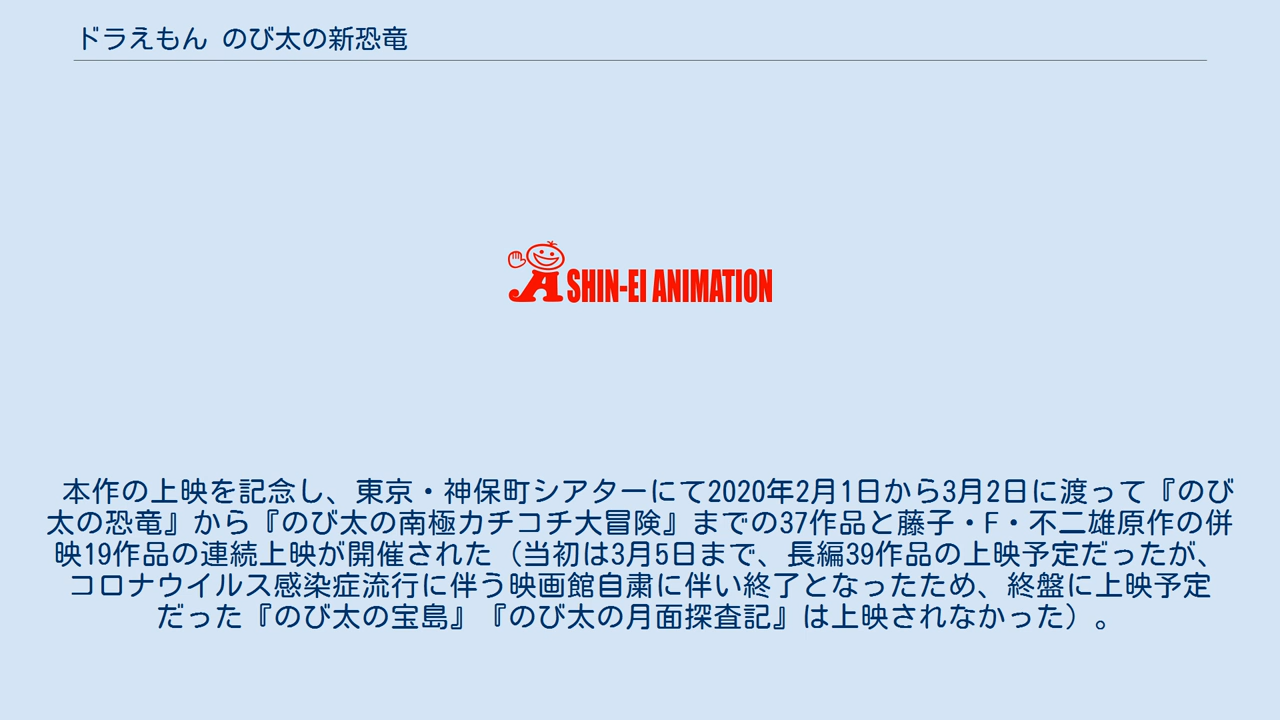 ドラえもん のび太の新恐竜
SHIN-EI ANIMATION
本作の上映を記念し、東京・神保町シアターにて2020年2月1日から3月2日に渡って『のび
太の恐竜』から『のび太の南極カチコチ大冒険』までの37作品と藤子・F・不二雄原作の併
映19作品の連続上映が開催された（当初は3月5日まで、長編39作品の上映予定だったが、
コロナウイルス感染症流行に伴う映画館自粛に伴い終了となったため、終盤に上映予定
だった『のび太の宝島』『のび太の月面探査記』は上映されなかった）。